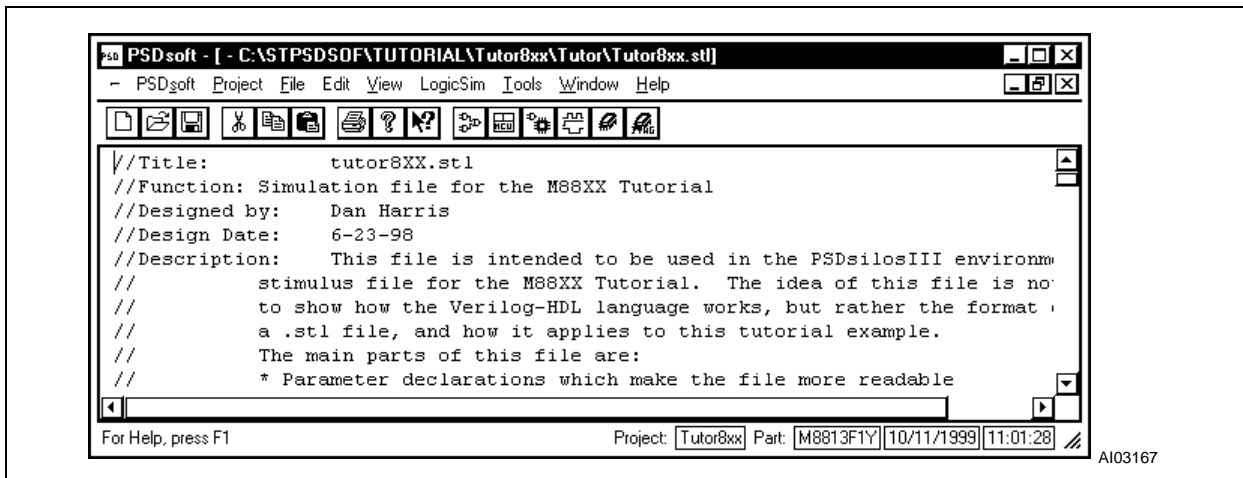 PSD PSDsoft - [ - C:\STPSDSOF\TUTORIAL\Tutor8xx\Tutor\Tutor8xx.stl]
PSDsoft Project File Edit View LogicSim Tools Window Help
MCU
//Title: tutor8XX.stl
//Function: Simulation file for the M88XX Tutorial
//Designed by: Dan Harris
//Design Date: 6-23-98
//Description: This file is intended to be used in the PSDsilosIII
// stimulus file for the M88XX Tutorial. The idea of this file is
// to show how the Verilog-HDL language works, but rather the format
// a .stl file, and how it applies to this tutorial example.
// The main parts of this file are:
// * Parameter declarations which make the file more readable
For Help, press F1 Project: Tutor8xx Part: M8813F1Y 10/11/1999 11:01:28
AI03167